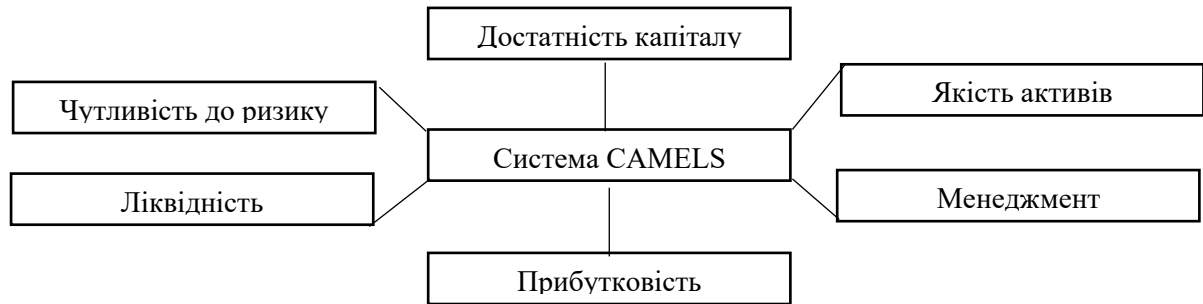 Достатність капіталу
Чутливість до ризику
Якість активів
Система CAMELS
Ліквідність
Менеджмент
Прибутковість